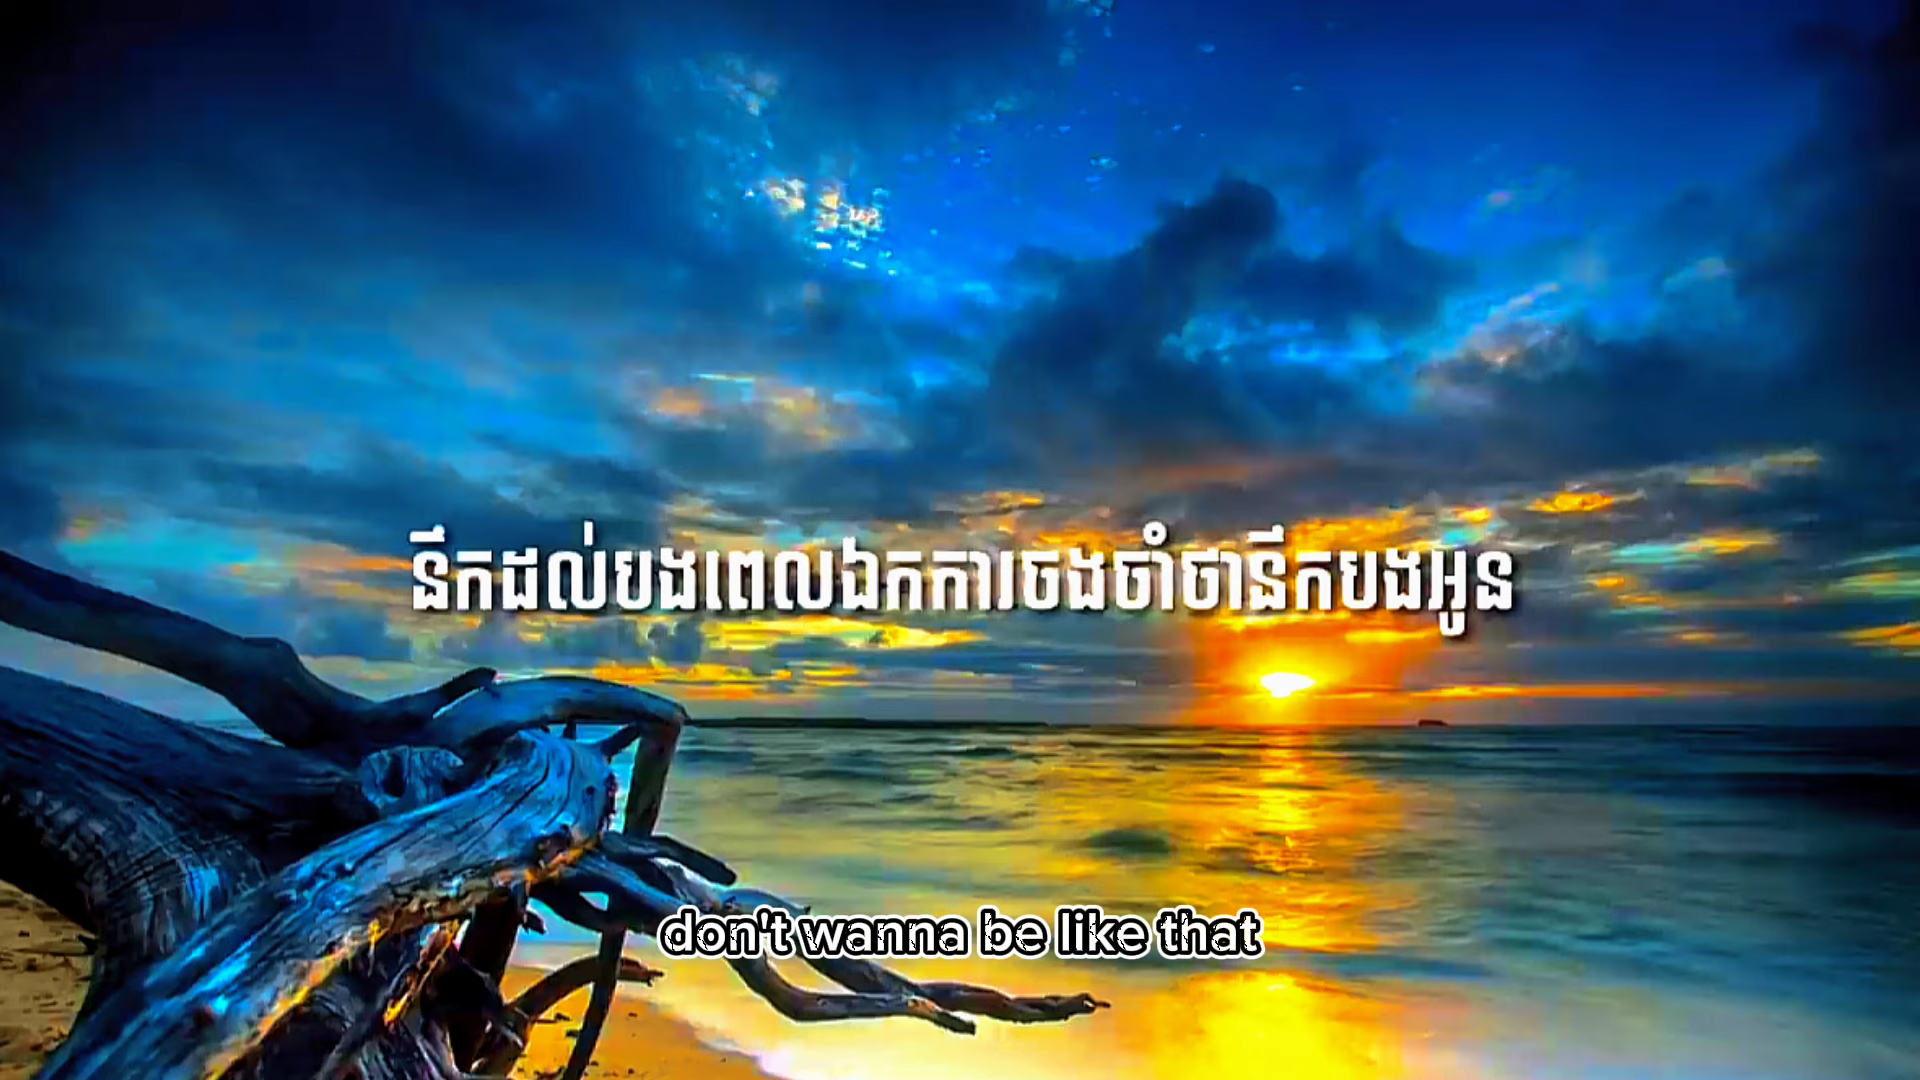 នឹកដល់បងពេលឯកការចងចាំថានឹកបងអូន
don't wanna be like that